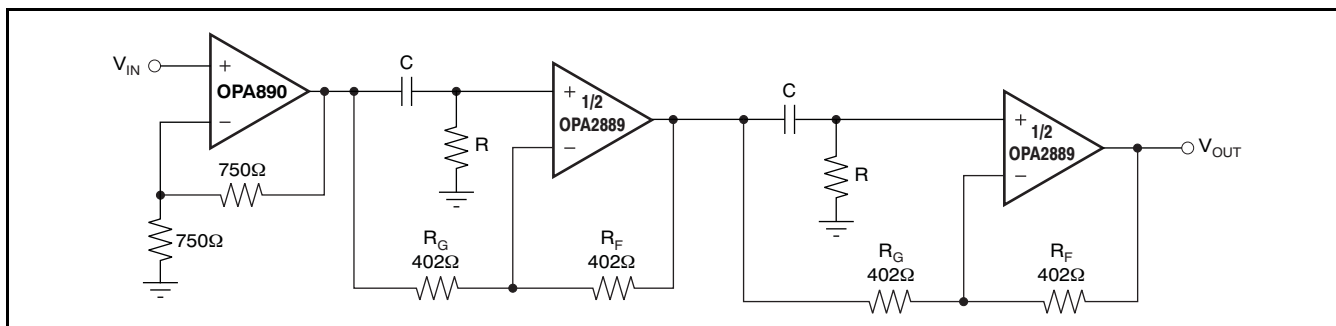 V_IN
+
OPA890
−
750Ω
750Ω
C
R
+
1/2
OPA2889
−
R_G
402Ω
R_F
402Ω
C
R
+
1/2
OPA2889
−
R_G
402Ω
R_F
402Ω
V_OUT